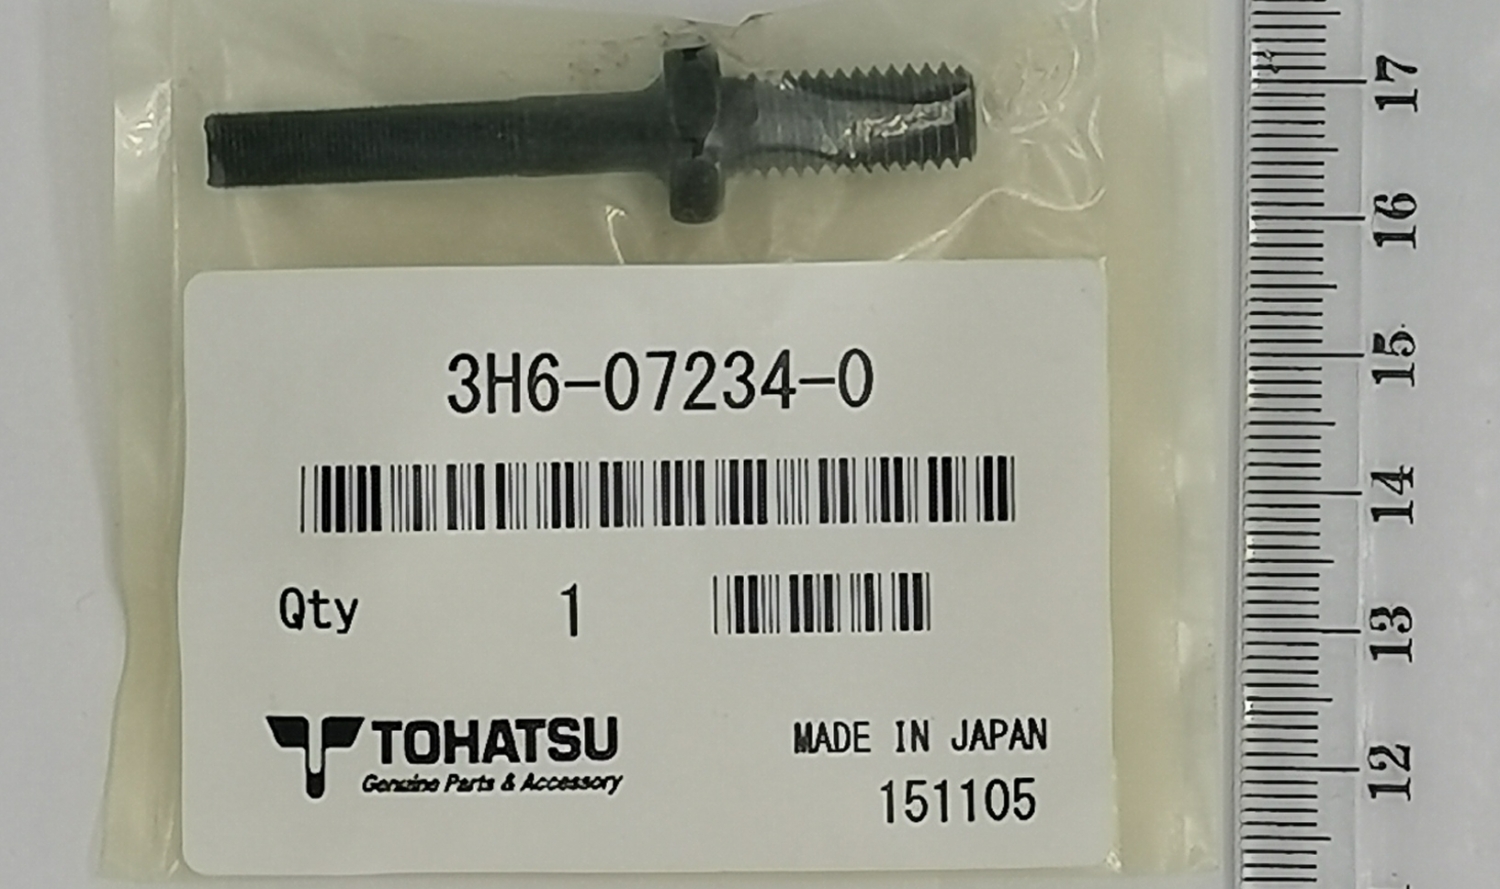 3H6-07234-0
Qty 1
TOHATSU
Genuine Parts & Accessory
MADE IN JAPAN
151105
17
16
15
14
13
12